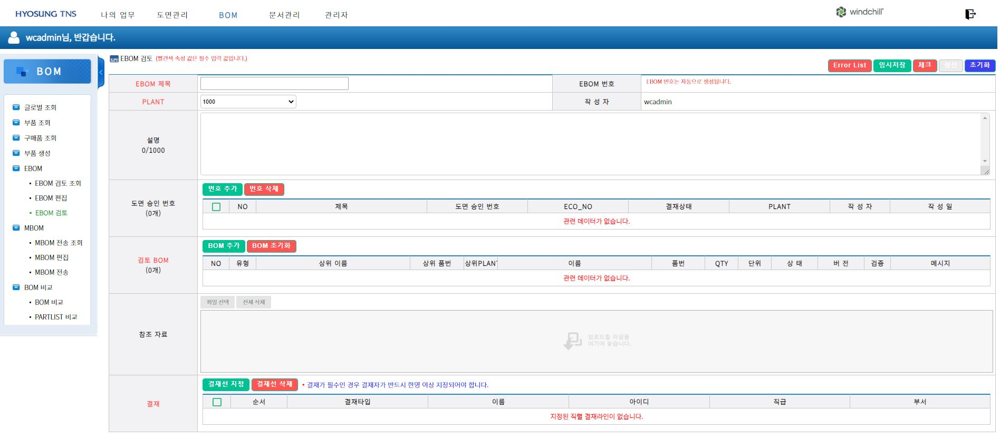 HYOSUNG TNS 나의 업무 도면관리 BOM 문서관리 관리자 windchill
wcadmin님, 반갑습니다.
BOM
글로벌 조회
부품 조회
구매품 조회
부품 생성
EBOM
EBOM 검토 조회
EBOM 편집
EBOM 검토
MBOM
MBOM 전송 조회
MBOM 편집
MBOM 전송
BOM 비교
BOM 비교
PARTLIST 비교
EBOM 검토 (빨간색 속성 값은 필수 입력 값입니다.)
Error List 임시저장 체크 상신 초기화
EBOM 제목 EBOM 번호 EBOM 번호는 자동으로 생성됩니다.
PLANT 1000 작 성 자 wcadmin
설명
0/1000
도면 승인 번호
(0개)
번호 추가 번호 삭제
NO 제목 도면 승인 번호 ECO_NO 결재상태 PLANT 작 성 자 작 성 일
관련 데이터가 없습니다.
검토 BOM
(0개)
BOM 추가 BOM 초기화
NO 유형 상위 이름 상위 품번 상위PLANT 이름 품번 QTY 단위 상 태 버 전 검증 메시지
관련 데이터가 없습니다.
참조 자료
파일 선택 전체 삭제
업로드할 파일을
여기에 놓습니다.
결재
결재선 지정 결재선 삭제 * 결재가 필수인 경우 결재자가 반드시 한명 이상 지정되어야 합니다.
순서 결재타입 이름 아이디 직급 부서
지정된 직렬 결재라인이 없습니다.